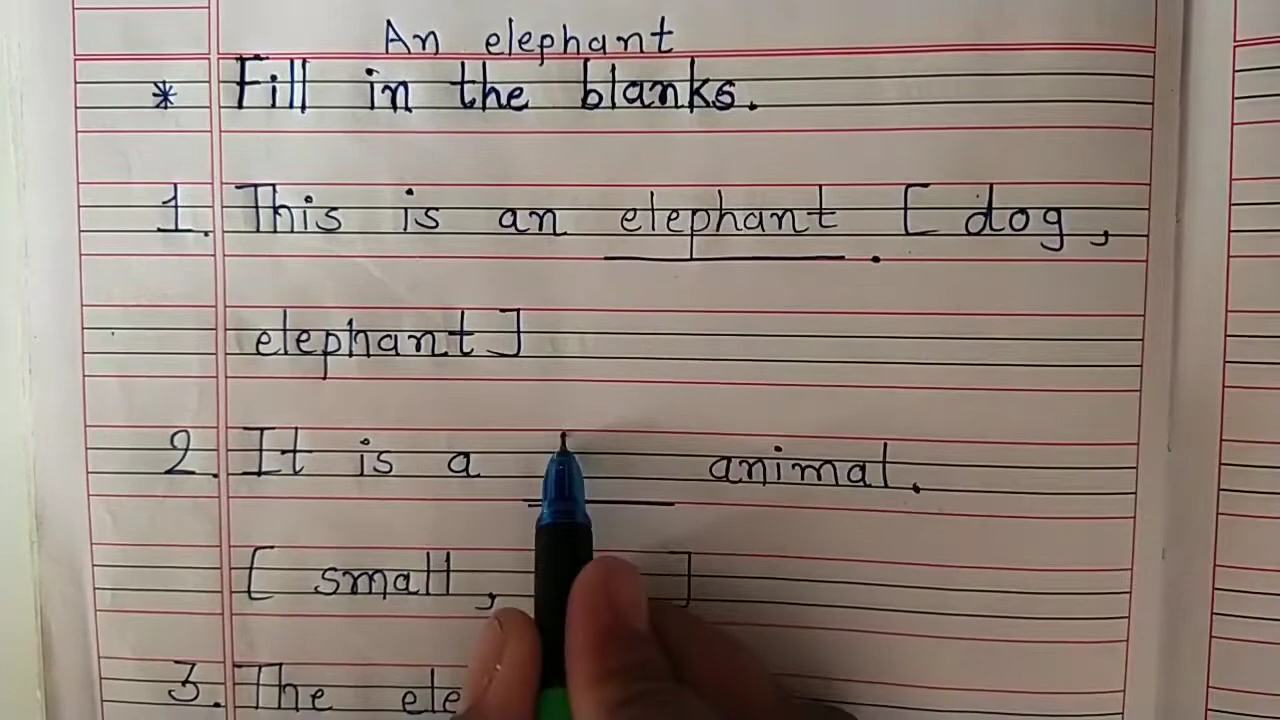 An elephant
* Fill in the blanks.
1. This is an elephant. [dog,
elephant]
2. It is a ____ animal.
[small, ]
3. The ele